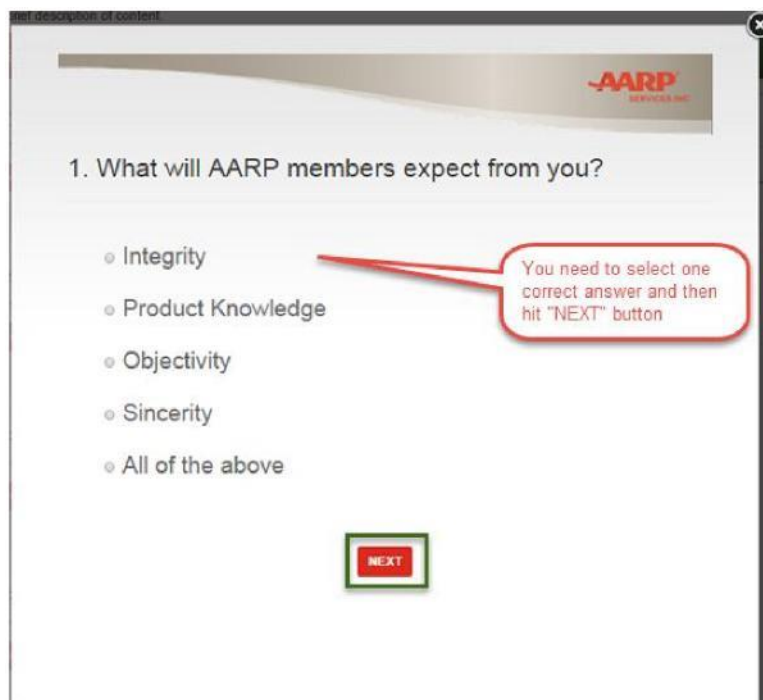 net description of content.
AARP
SERVICES INC
1. What will AARP members expect from you?
Integrity
Product Knowledge
Objectivity
Sincerity
All of the above
You need to select one
correct answer and then
hit "NEXT" button
NEXT